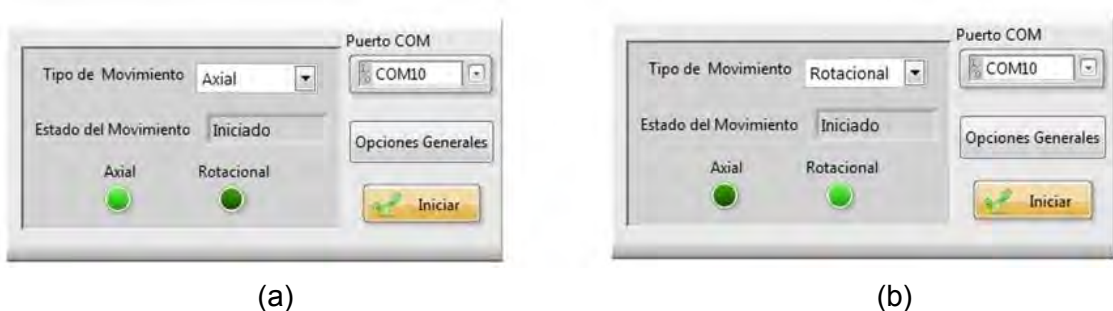 Puerto COM
Tipo de Movimiento Axial
COM10
Estado del Movimiento Iniciado
Opciones Generales
Axial Rotacional
Iniciar
(a)
Puerto COM
Tipo de Movimiento Rotacional
COM10
Estado del Movimiento Iniciado
Opciones Generales
Axial Rotacional
Iniciar
(b)